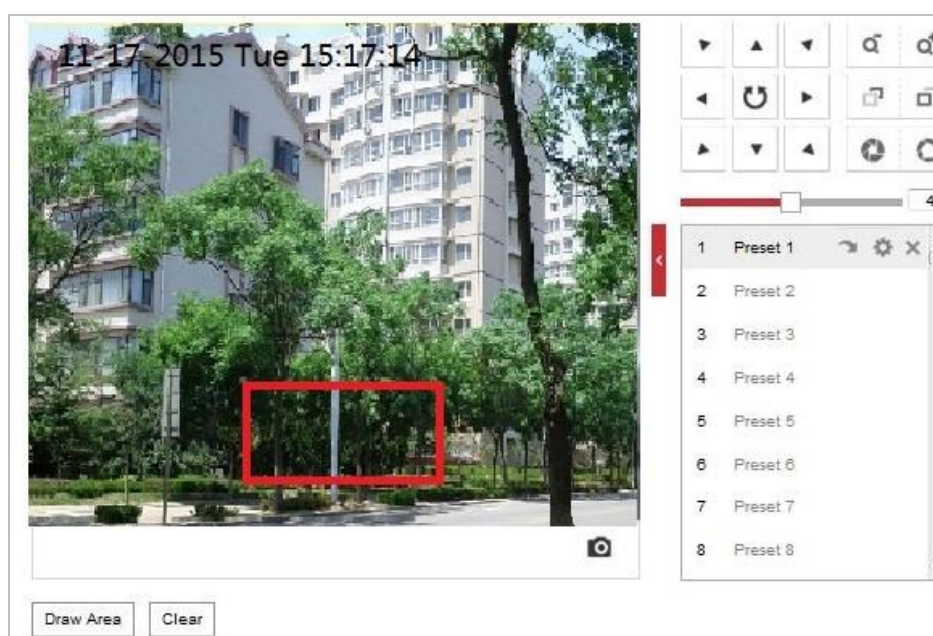 11-17-2015 Tue 15:17:14
4
1 Preset 1
2 Preset 2
3 Preset 3
4 Preset 4
5 Preset 5
6 Preset 6
7 Preset 7
8 Preset 8
Draw Area Clear